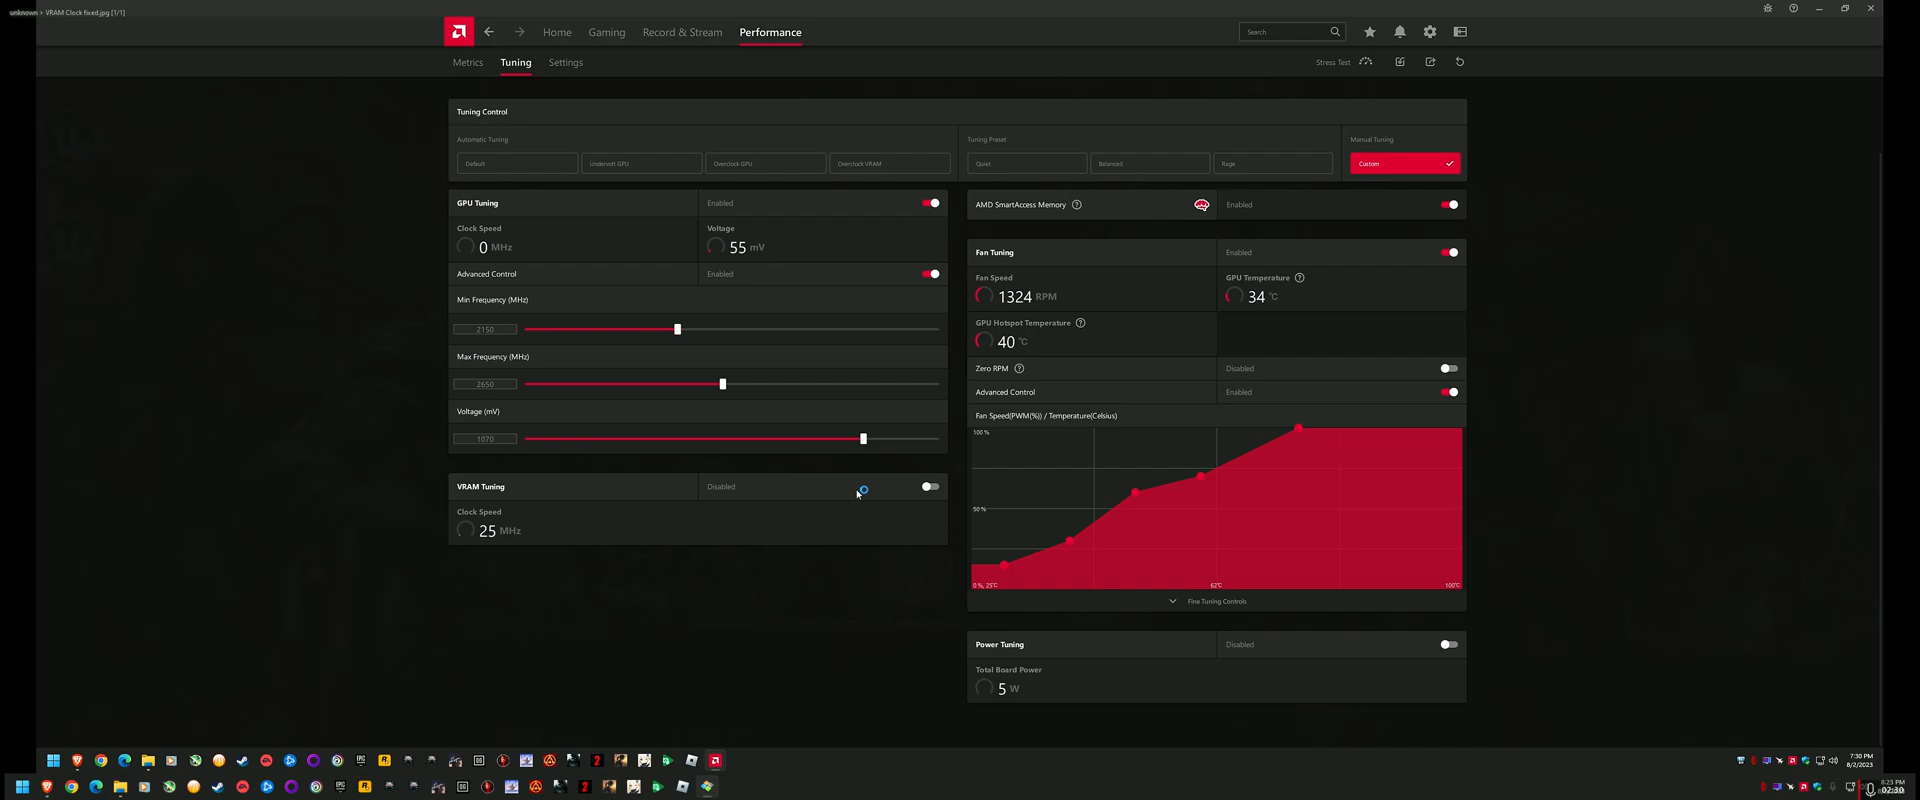 unknown > VRAM Clock fixed.jpg [1/1]
Home Gaming Record & Stream Performance Search
Metrics Tuning Settings Stress Test
Tuning Control
Automatic Tuning Tuning Preset Manual Tuning
Default Undervolt GPU Overclock GPU Overclock VRAM Quiet Balanced Rage Custom
GPU Tuning Enabled
Clock Speed Voltage
0 MHz 55 mV
Advanced Control Enabled
Min Frequency (MHz)
2150
Max Frequency (MHz)
2650
Voltage (mV)
1070
VRAM Tuning Disabled
Clock Speed
25 MHz
AMD SmartAccess Memory Enabled
Fan Tuning Enabled
Fan Speed GPU Temperature
1324 RPM 34 °C
GPU Hotspot Temperature
40 °C
Zero RPM Disabled
Advanced Control Enabled
Fan Speed(PWM(%)) / Temperature(Celsius)
100 %
50 %
0 %, 25°C 62°C 100°C
Fine Tuning Controls
Power Tuning Disabled
Total Board Power
5 W
7:30 PM
8/2/2023
8:23 PM
02:30